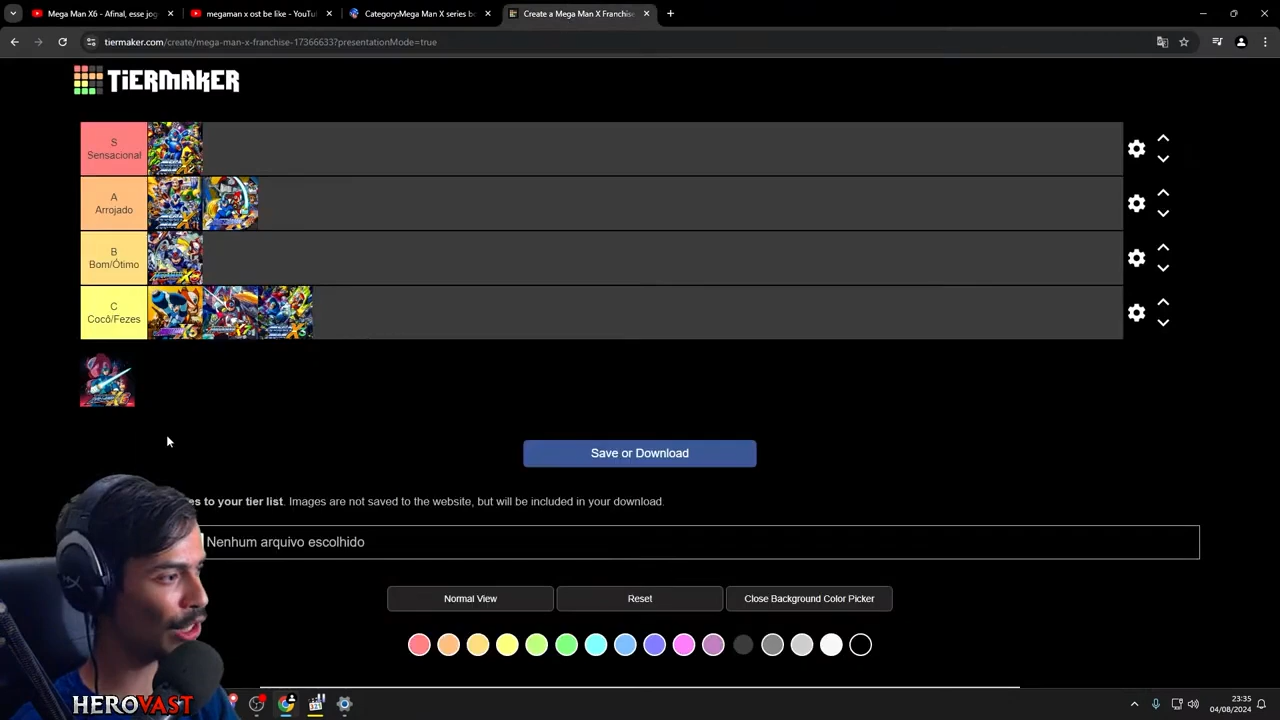 Mega Man X6 - Afinal, esse jog
megaman x ost be like - YouTu
Category:Mega Man X series bo
Create a Mega Man X Franchise
tiermaker.com/create/mega-man-x-franchise-17366633?presentationMode=true
TIERMAKER
S
Sensacional
A
Arrojado
B
Bom/Ótimo
C
Cocô/Fezes
Save or Download
es to your tier list. Images are not saved to the website, but will be included in your download.
Nenhum arquivo escolhido
Normal View
Reset
Close Background Color Picker
HEROVAST
23:35
04/08/2024